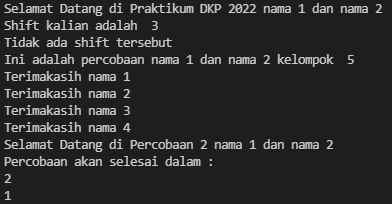 Selamat Datang di Praktikum DKP 2022 nama 1 dan nama 2
Shift kalian adalah  3
Tidak ada shift tersebut
Ini adalah percobaan nama 1 dan nama 2 kelompok  5
Terimakasih nama 1
Terimakasih nama 2
Terimakasih nama 3
Terimakasih nama 4
Selamat Datang di Percobaan 2 nama 1 dan nama 2
Percobaan akan selesai dalam :
2
1